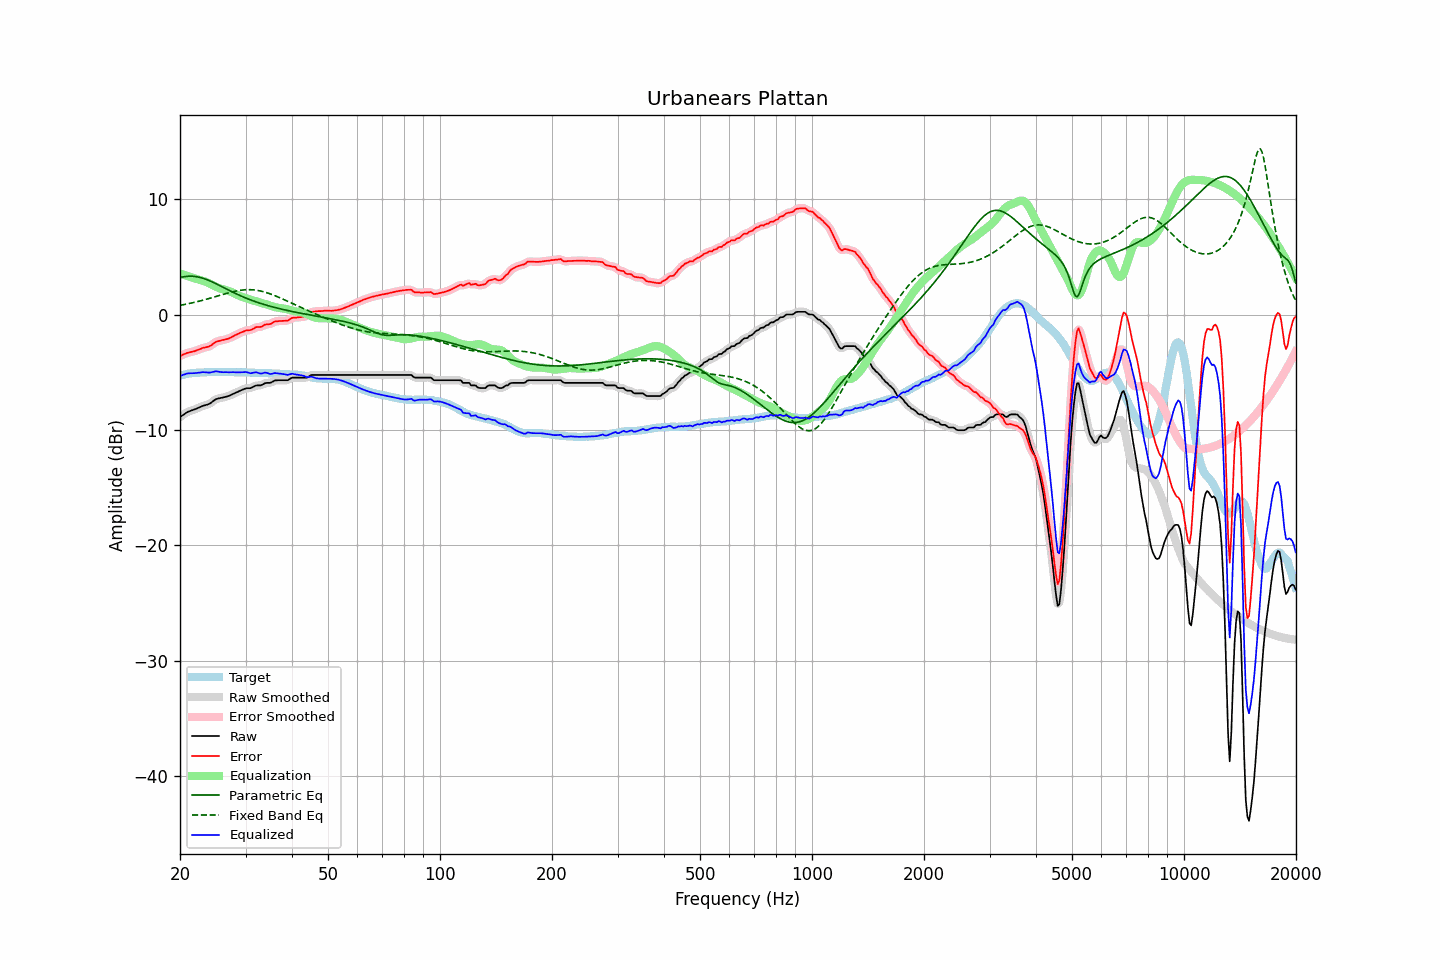 Urbanears Plattan
Amplitude (dBr)
10
0
−10
−20
−30
−40
Target
Raw Smoothed
Error Smoothed
Raw
Error
Equalization
Parametric Eq
Fixed Band Eq
Equalized
20 50 100 200 500 1000 2000 5000 10000 20000
Frequency (Hz)